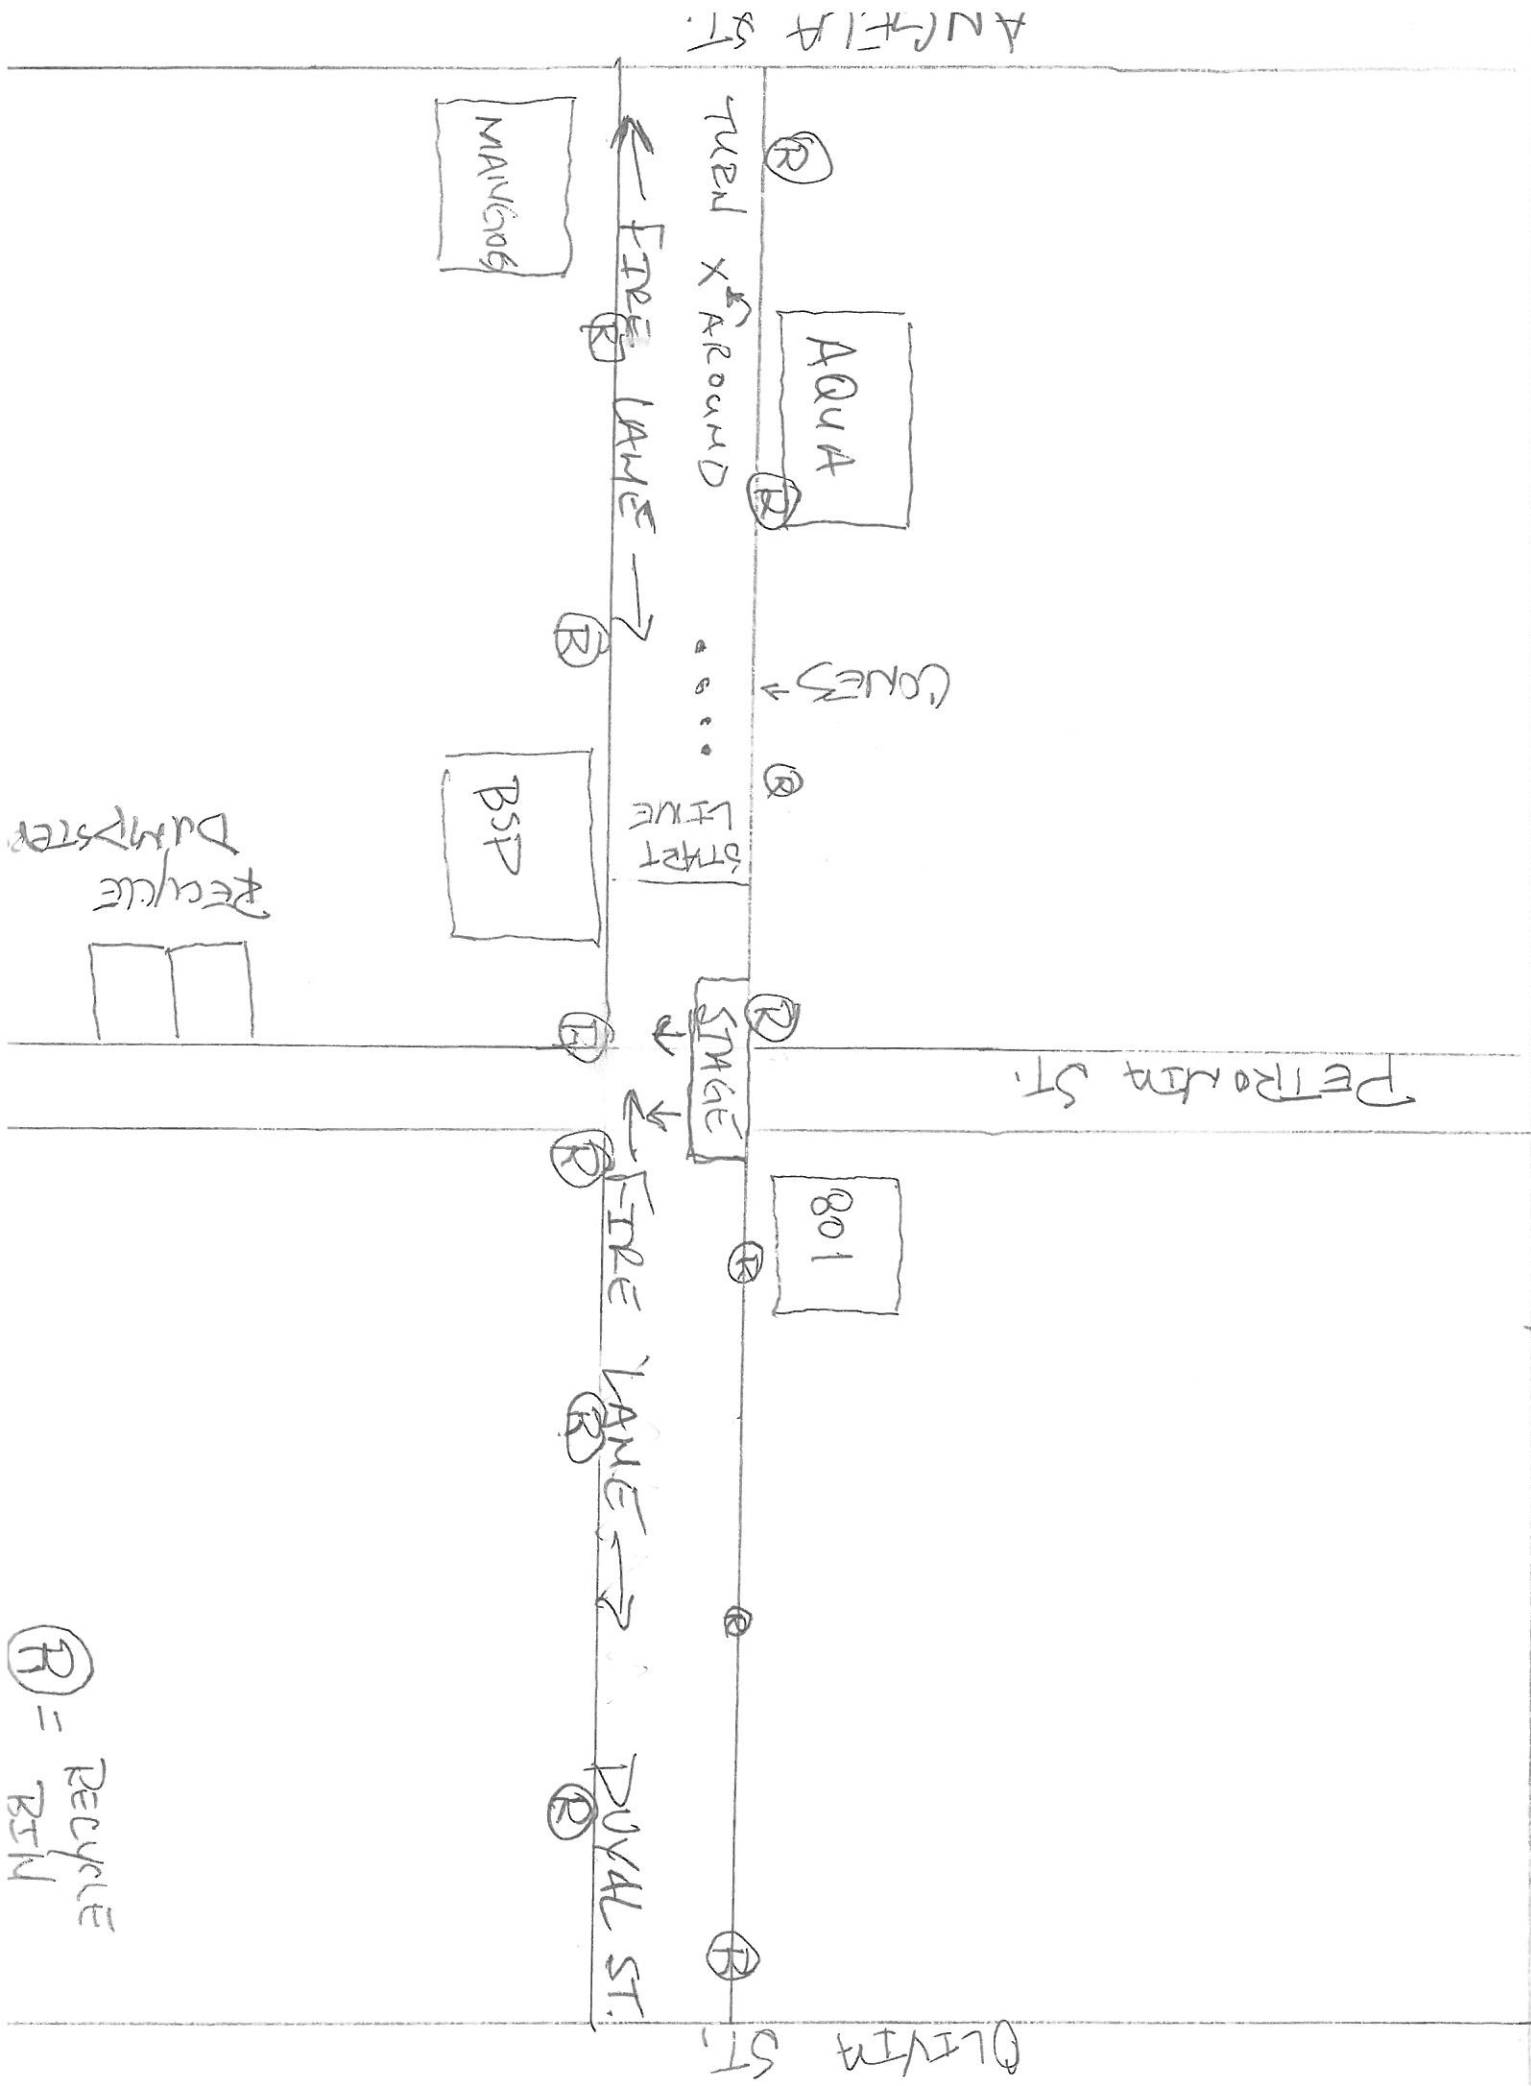 ANGELA ST.
MANGOS
TURN X AROUND
R
← FIRE LANE →
R
AQUA
R
R
CONES
R
BSP
START
LINE
RECYCLE
DUMPSTER
STAGE
R
R
PETRONIA ST.
R
← FIRE LANE →
801
R
R
R
R
DUVAL ST.
R
OLIVIA ST.
R = RECYCLE
BIN